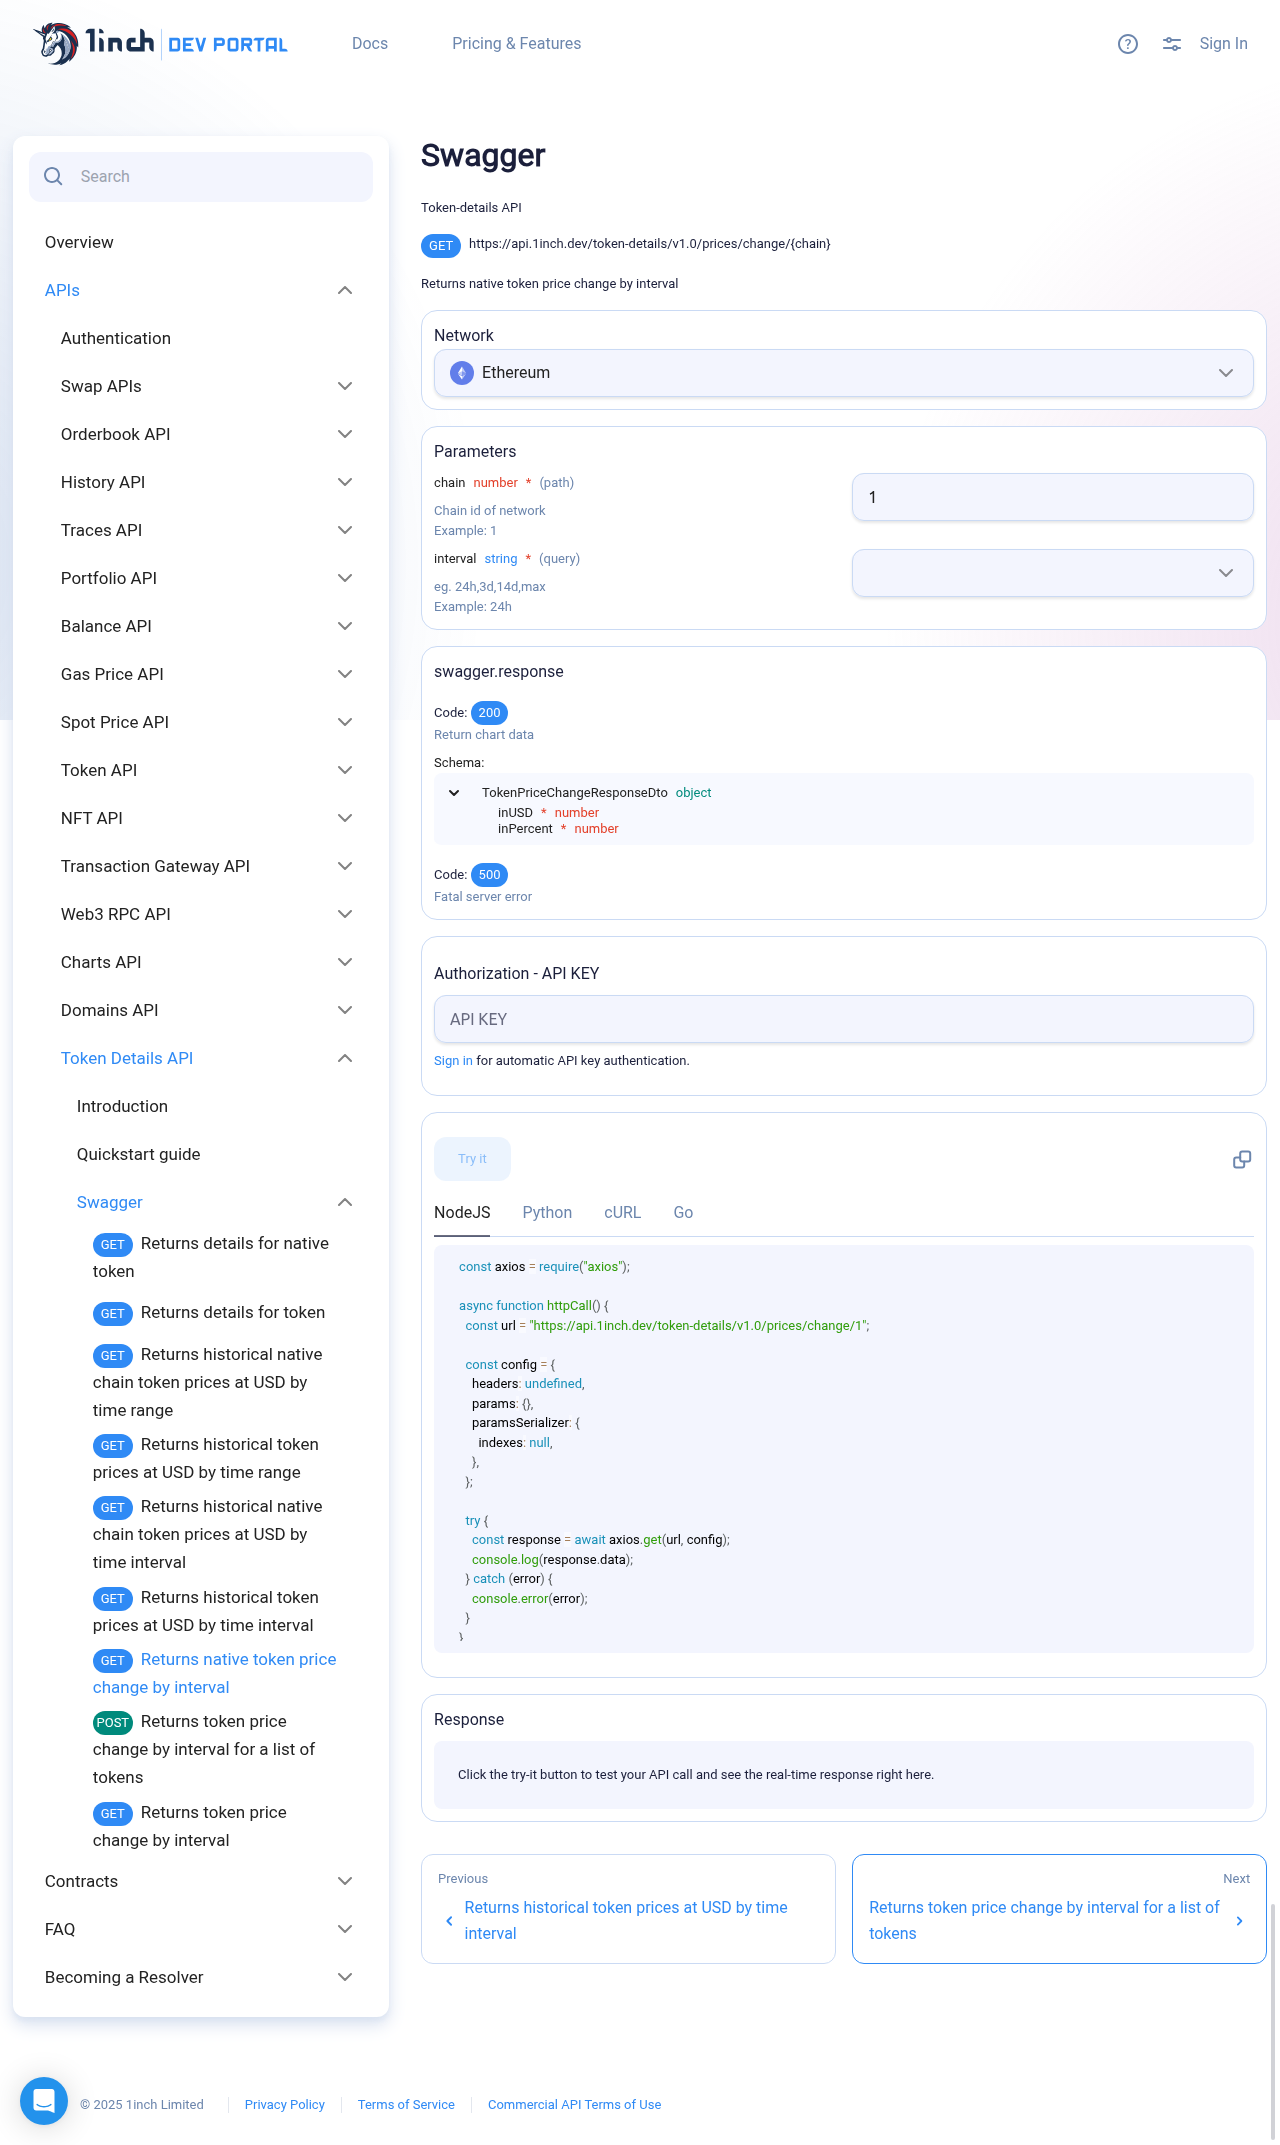 1inch DEV PORTAL
Docs
Pricing & Features
Sign In
Search
Overview
APIs
Authentication
Swap APIs
Orderbook API
History API
Traces API
Portfolio API
Balance API
Gas Price API
Spot Price API
Token API
NFT API
Transaction Gateway API
Web3 RPC API
Charts API
Domains API
Token Details API
Introduction
Quickstart guide
Swagger
GET Returns details for native
token
GET Returns details for token
GET Returns historical native
chain token prices at USD by
time range
GET Returns historical token
prices at USD by time range
GET Returns historical native
chain token prices at USD by
time interval
GET Returns historical token
prices at USD by time interval
GET Returns native token price
change by interval
POST Returns token price
change by interval for a list of
tokens
GET Returns token price
change by interval
Contracts
FAQ
Becoming a Resolver
Swagger
Token-details API
GET https://api.1inch.dev/token-details/v1.0/prices/change/{chain}
Returns native token price change by interval
Network
Ethereum
Parameters
chain number * (path)
1
Chain id of network
Example: 1
interval string * (query)
eg. 24h,3d,14d,max
Example: 24h
swagger.response
Code: 200
Return chart data
Schema:
TokenPriceChangeResponseDto object
inUSD * number
inPercent * number
Code: 500
Fatal server error
Authorization - API KEY
API KEY
Sign in for automatic API key authentication.
Try it
NodeJS Python cURL Go
const axios = require("axios");
async function httpCall() {
const url = "https://api.1inch.dev/token-details/v1.0/prices/change/1";
const config = {
headers: undefined,
params: {},
paramsSerializer: {
indexes: null,
},
};
try {
const response = await axios.get(url, config);
console.log(response.data);
} catch (error) {
console.error(error);
}
}
Response
Click the try-it button to test your API call and see the real-time response right here.
Previous
Returns historical token prices at USD by time
interval
Next
Returns token price change by interval for a list of
tokens
© 2025 1inch Limited
Privacy Policy
Terms of Service
Commercial API Terms of Use